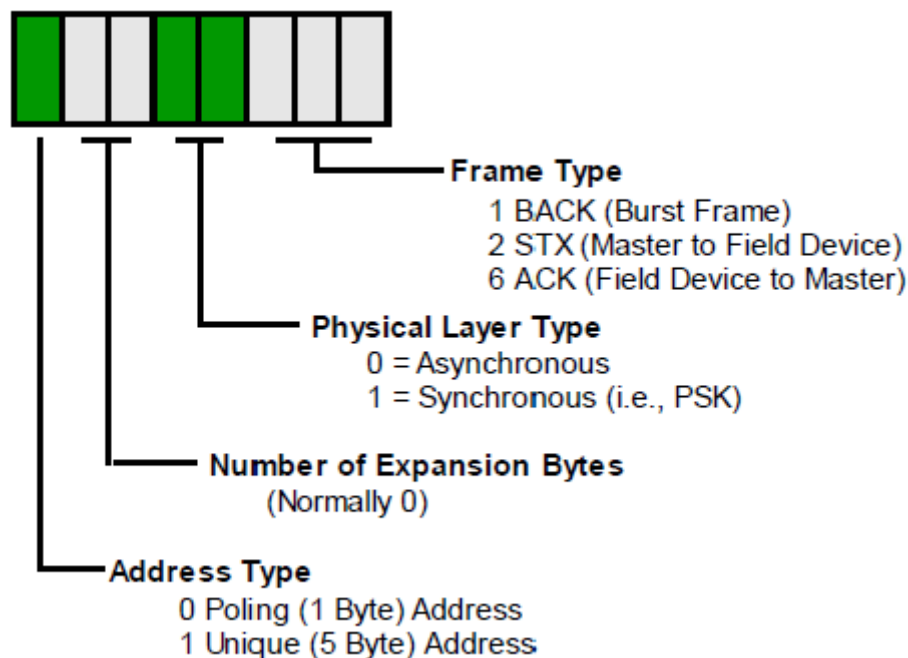 Frame Type
1 BACK (Burst Frame)
2 STX (Master to Field Device)
6 ACK (Field Device to Master)
Physical Layer Type
0 = Asynchronous
1 = Synchronous (i.e., PSK)
Number of Expansion Bytes
(Normally 0)
Address Type
0 Poling (1 Byte) Address
1 Unique (5 Byte) Address